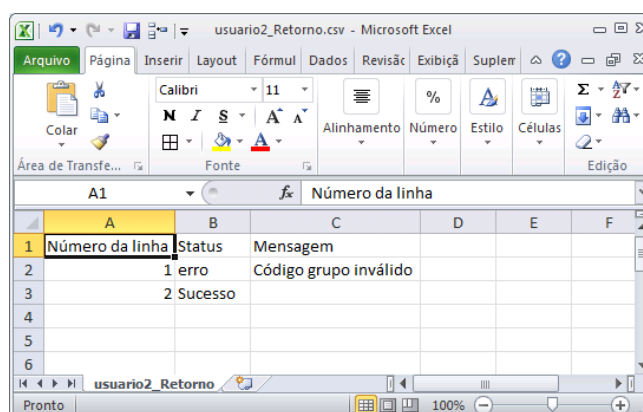 usuario2_Retorno.csv - Microsoft Excel
Arquivo Página Inserir Layout Fórmul Dados Revisãc Exibiçã Suplem
Colar
Calibri 11
N I S A A
A
Alinhamento
% Número
A Estilo
Células
Σ
Área de Transfe... Fonte Edição
A1 fx Número da linha
A B C D E F
1 Número da linha Status Mensagem
2 1 erro Código grupo inválido
3 2 Sucesso
4
5
6
usuario2_Retorno
Pronto 100%